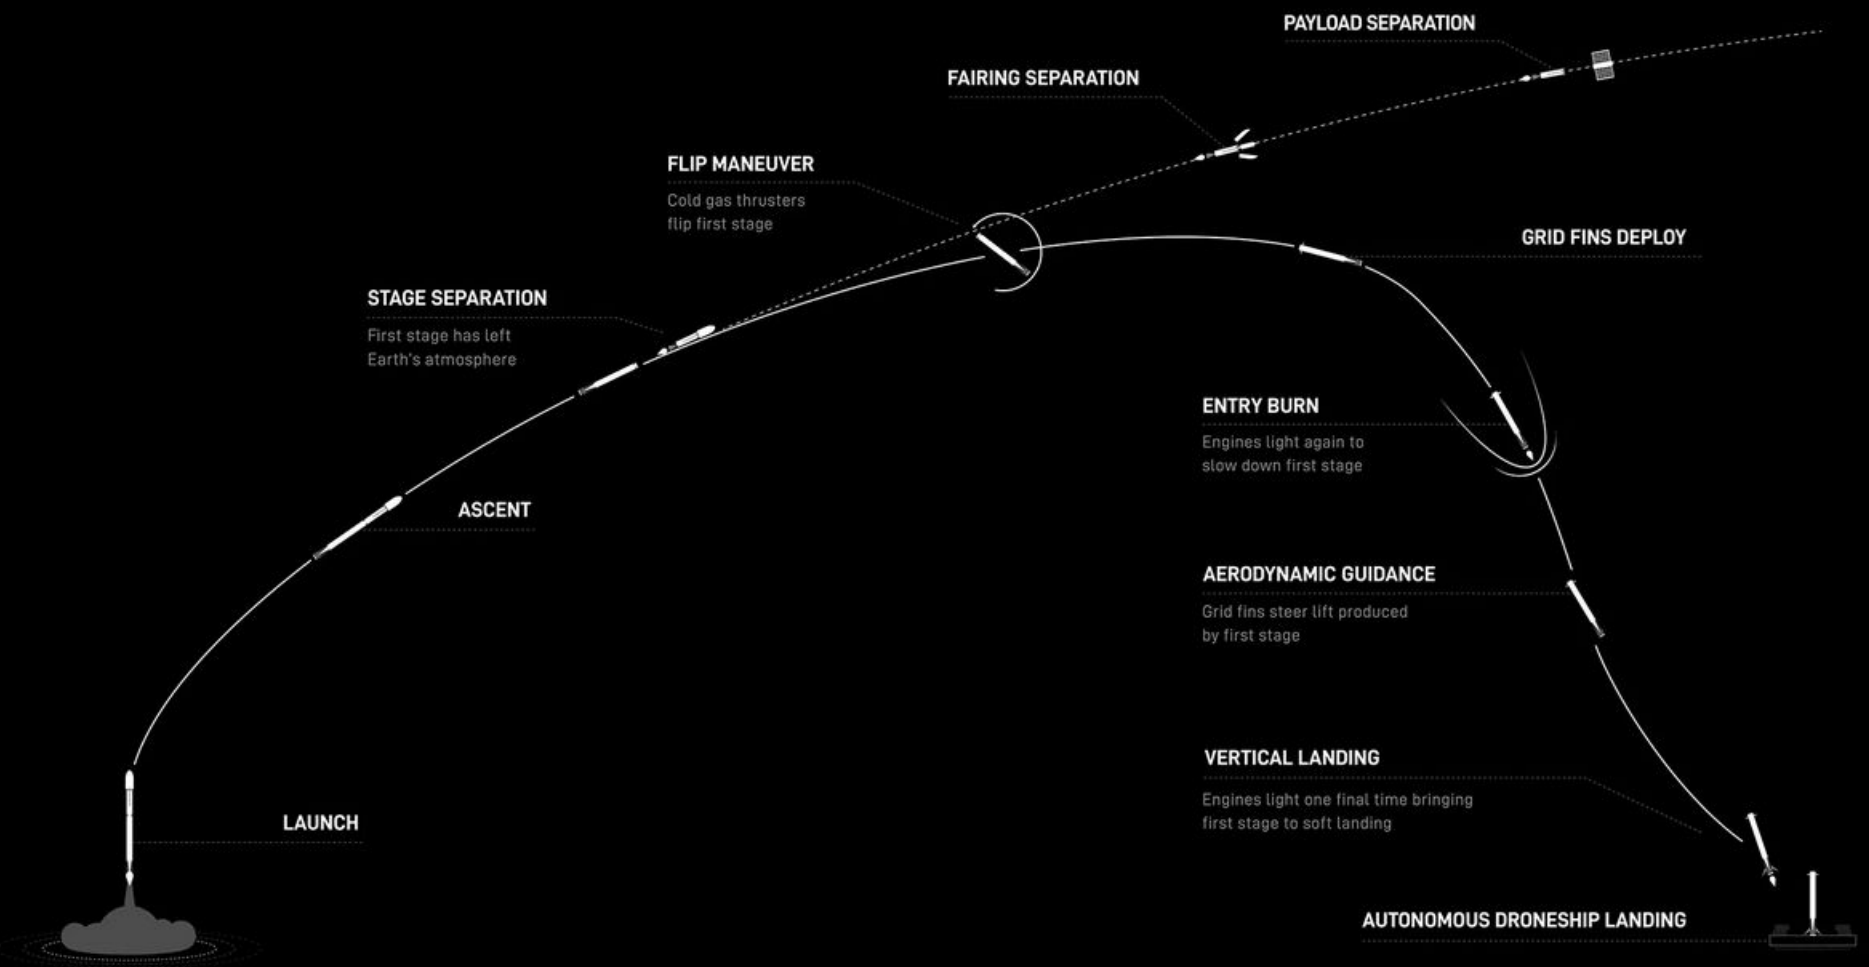 PAYLOAD SEPARATION
FAIRING SEPARATION
FLIP MANEUVER
Cold gas thrusters
flip first stage
GRID FINS DEPLOY
STAGE SEPARATION
First stage has left
Earth's atmosphere
ENTRY BURN
Engines light again to
slow down first stage
ASCENT
AERODYNAMIC GUIDANCE
Grid fins steer lift produced
by first stage
VERTICAL LANDING
Engines light one final time bringing
first stage to soft landing
LAUNCH
AUTONOMOUS DRONESHIP LANDING